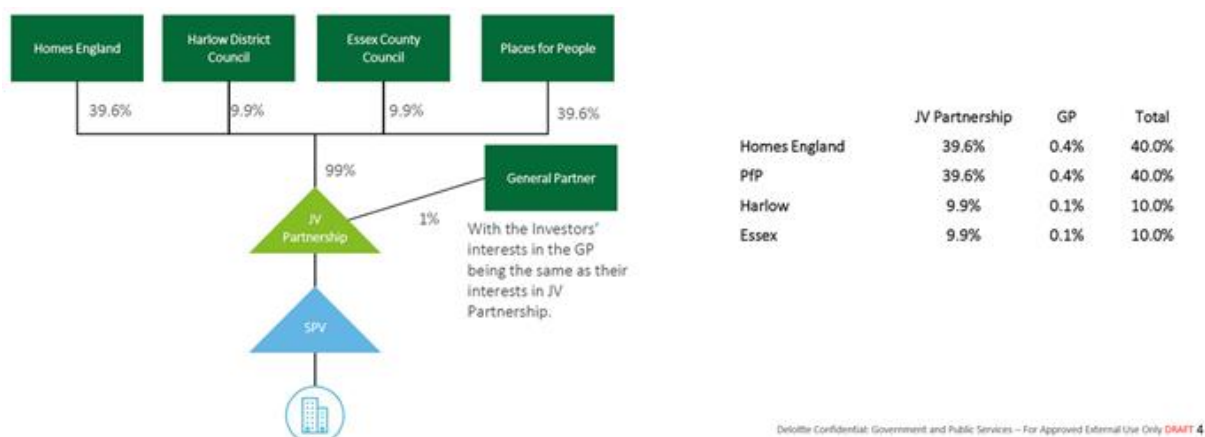 Homes England
Harlow District
Council
Essex County
Council
Places for People
39.6%
9.9%
9.9%
39.6%
99%
General Partner
JV
Partnership
1%
With the Investors'
interests in the GP
being the same as their
interests in JV
Partnership.
SPV
JV Partnership GP Total
Homes England 39.6% 0.4% 40.0%
PfP 39.6% 0.4% 40.0%
Harlow 9.9% 0.1% 10.0%
Essex 9.9% 0.1% 10.0%
Deloitte Confidential: Government and Public Services – For Approved External Use Only DRAFT 4